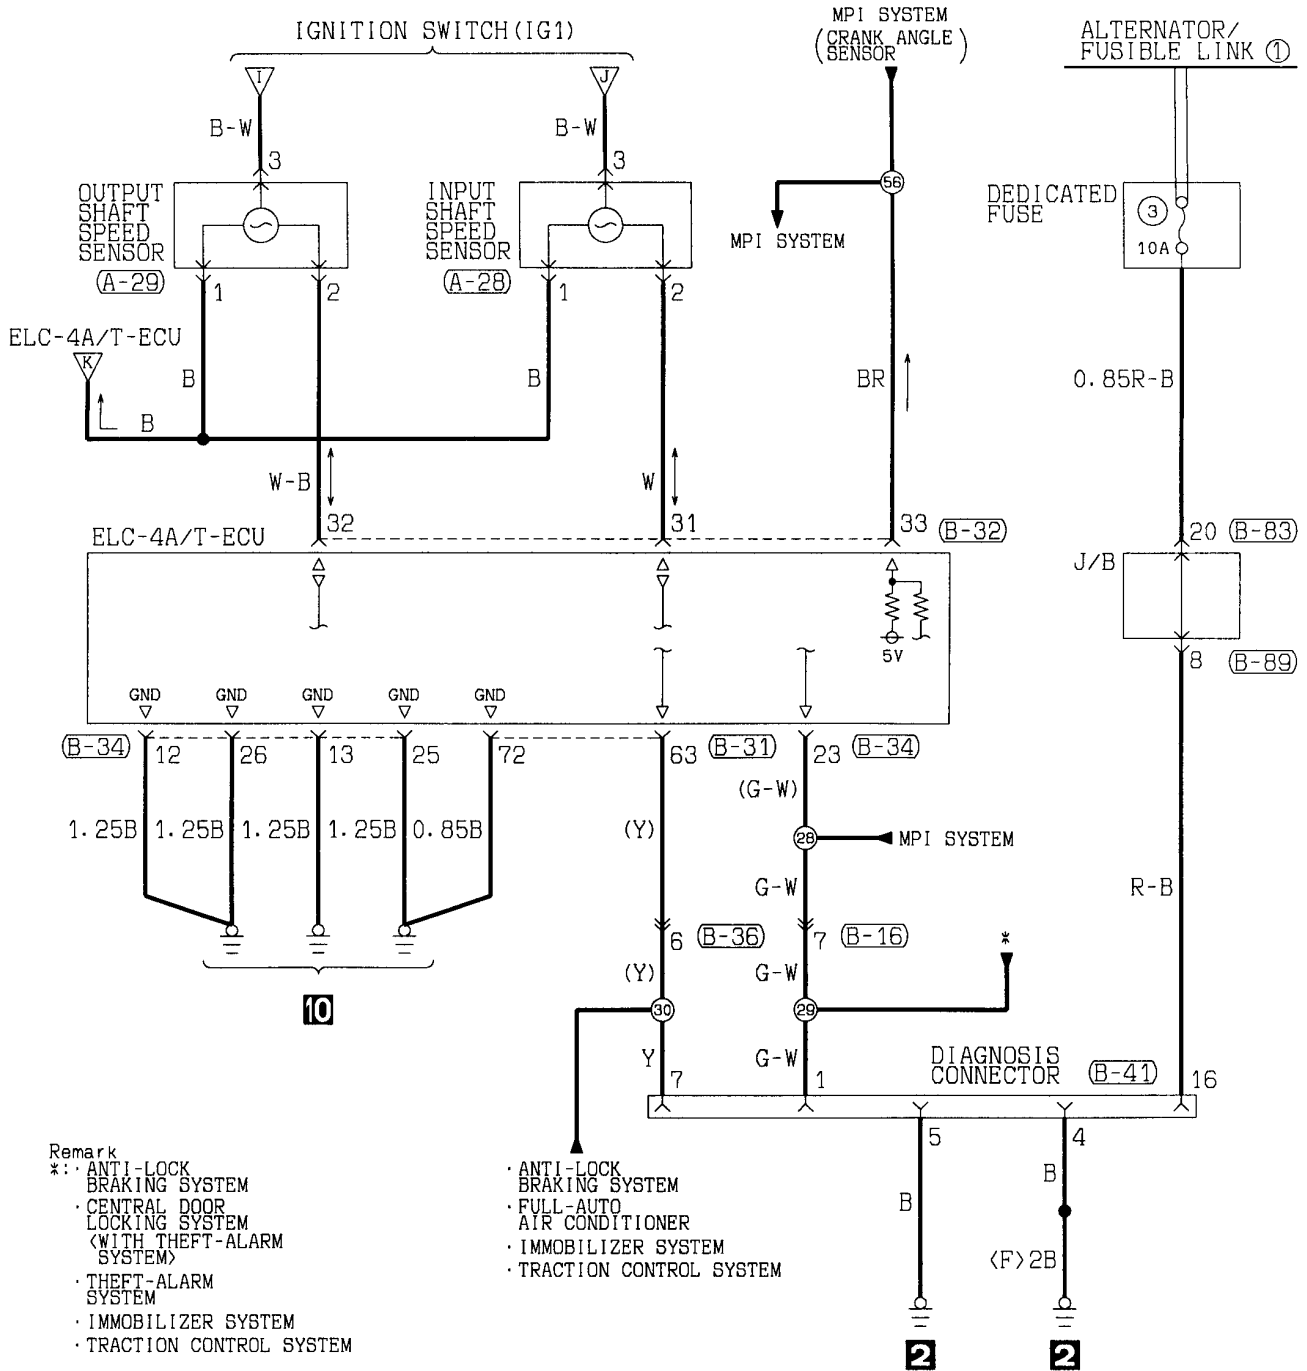 IGNITION SWITCH(IG1)
MPI SYSTEM
(CRANK ANGLE
SENSOR)
ALTERNATOR/
FUSIBLE LINK ①
I
J
B-W
B-W
3
3
56
OUTPUT
SHAFT
SPEED
SENSOR
A-29
INPUT
SHAFT
SPEED
SENSOR
A-28
MPI SYSTEM
DEDICATED
FUSE
3
10A
1
2
1
2
ELC-4A/T-ECU
K
B
B
B
BR
0.85R-B
W-B
W
32
31
33
B-32
20
B-83
ELC-4A/T-ECU
J/B
5V
8
B-89
GND
GND
GND
GND
GND
B-34
12
26
13
25
72
63
B-31
23
B-34
(G-W)
1.25B
1.25B
1.25B
1.25B
0.85B
(Y)
28
MPI SYSTEM
G-W
R-B
6
B-36
7
B-16
*
(Y)
G-W
10
30
29
Y
G-W
DIAGNOSIS
CONNECTOR
B-41
7
1
16
5
4
B
B
<F>2B
2
2
Remark
*:· ANTI-LOCK
BRAKING SYSTEM
· CENTRAL DOOR
LOCKING SYSTEM
<WITH THEFT-ALARM
SYSTEM>
· THEFT-ALARM
SYSTEM
· IMMOBILIZER SYSTEM
· TRACTION CONTROL SYSTEM
· ANTI-LOCK
BRAKING SYSTEM
· FULL-AUTO
AIR CONDITIONER
· IMMOBILIZER SYSTEM
· TRACTION CONTROL SYSTEM